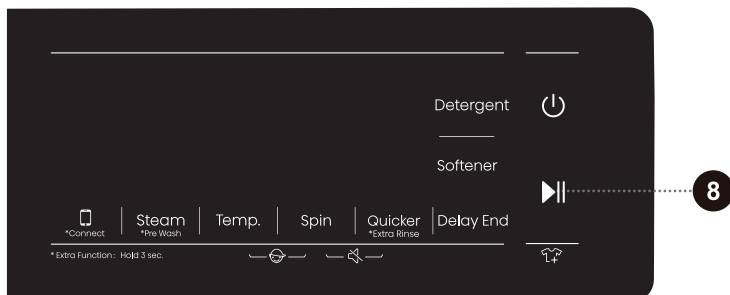 Detergent
Softener
8
Steam Temp. Spin Quicker Delay End
*Connect *Pre Wash *Extra Rinse
* Extra Function: Hold 3 sec.